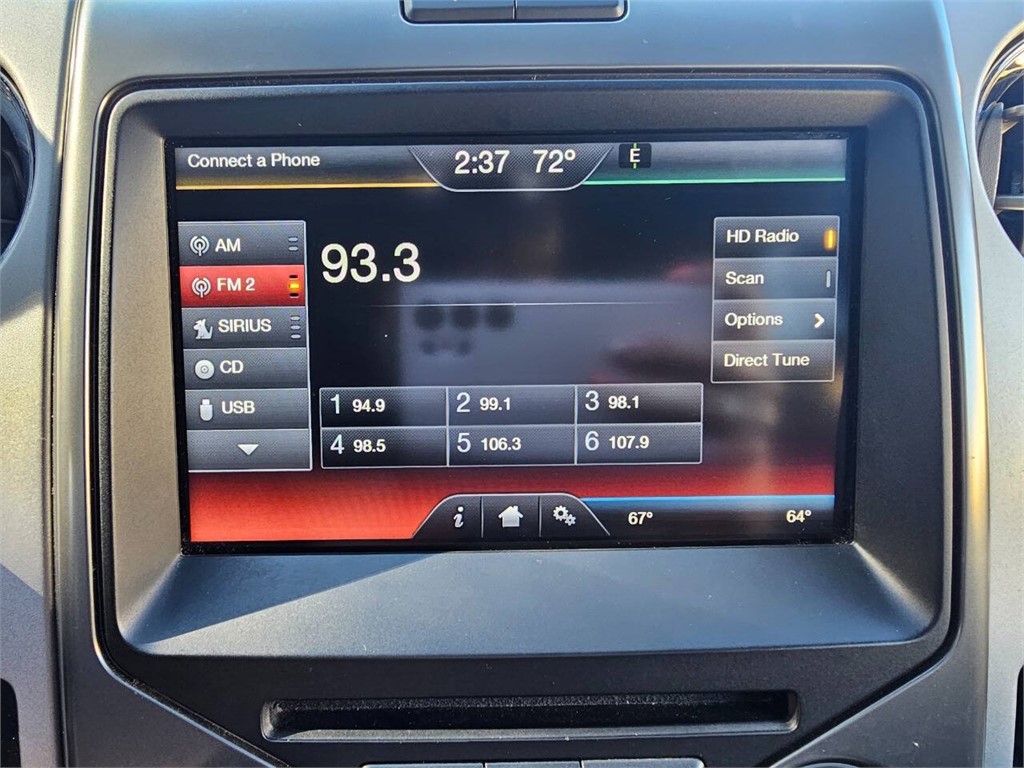 Connect a Phone
2:37 72°
E
AM
FM 2
SIRIUS
CD
USB
93.3
HD Radio
Scan
Options
Direct Tune
1 94.9
2 99.1
3 98.1
4 98.5
5 106.3
6 107.9
i
67°
64°